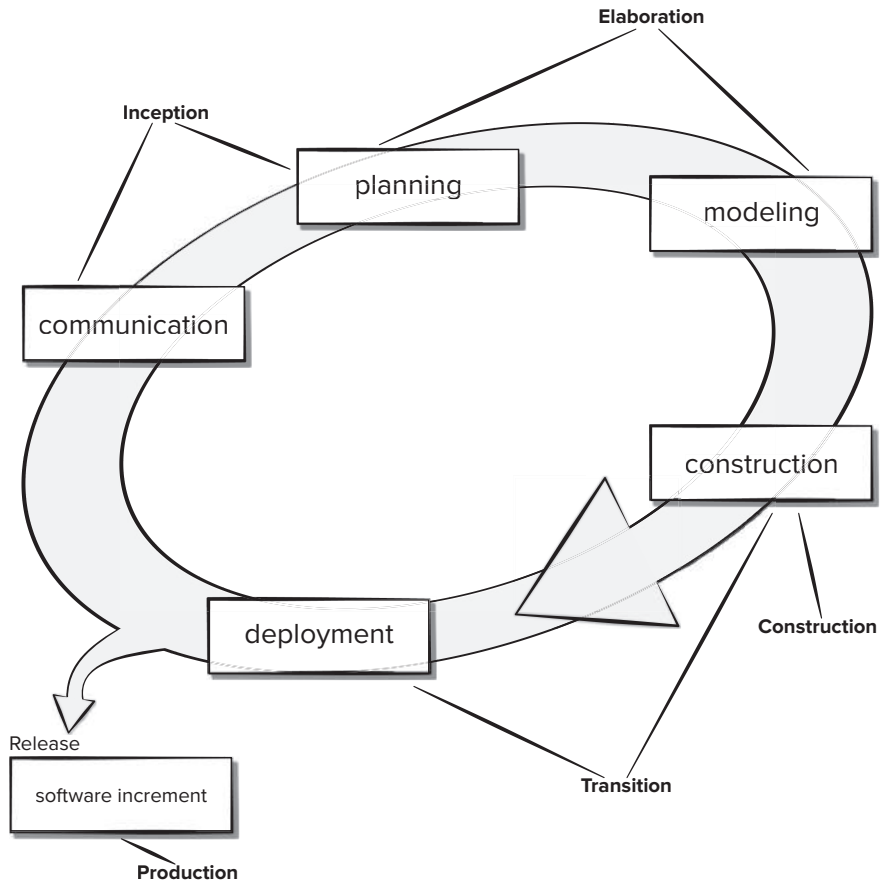 Elaboration
Inception
planning
modeling
communication
construction
deployment
Construction
Release
Transition
software increment
Production